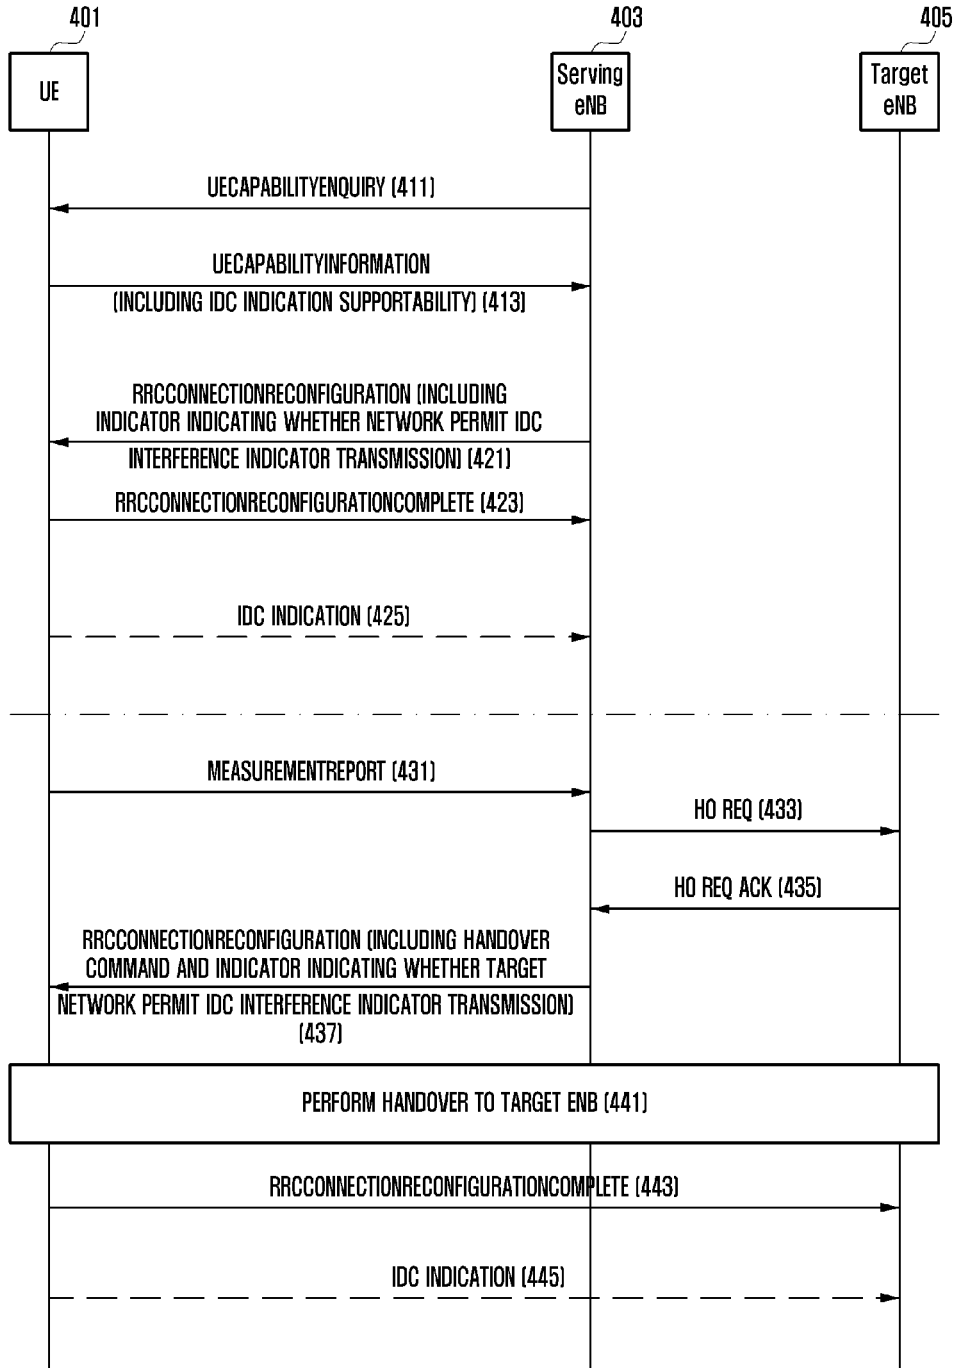 401
403
405
UE
Serving
eNB
Target
eNB
UECAPABILITYENQUIRY (411)
UECAPABILITYINFORMATION
(INCLUDING IDC INDICATION SUPPORTABILITY) (413)
RRCCONNECTIONRECONFIGURATION (INCLUDING
INDICATOR INDICATING WHETHER NETWORK PERMIT IDC
INTERFERENCE INDICATOR TRANSMISSION) (421)
RRCCONNECTIONRECONFIGURATIONCOMPLETE (423)
IDC INDICATION (425)
MEASUREMENTREPORT (431)
HO REQ (433)
HO REQ ACK (435)
RRCCONNECTIONRECONFIGURATION (INCLUDING HANDOVER
COMMAND AND INDICATOR INDICATING WHETHER TARGET
NETWORK PERMIT IDC INTERFERENCE INDICATOR TRANSMISSION)
(437)
PERFORM HANDOVER TO TARGET ENB (441)
RRCCONNECTIONRECONFIGURATIONCOMPLETE (443)
IDC INDICATION (445)